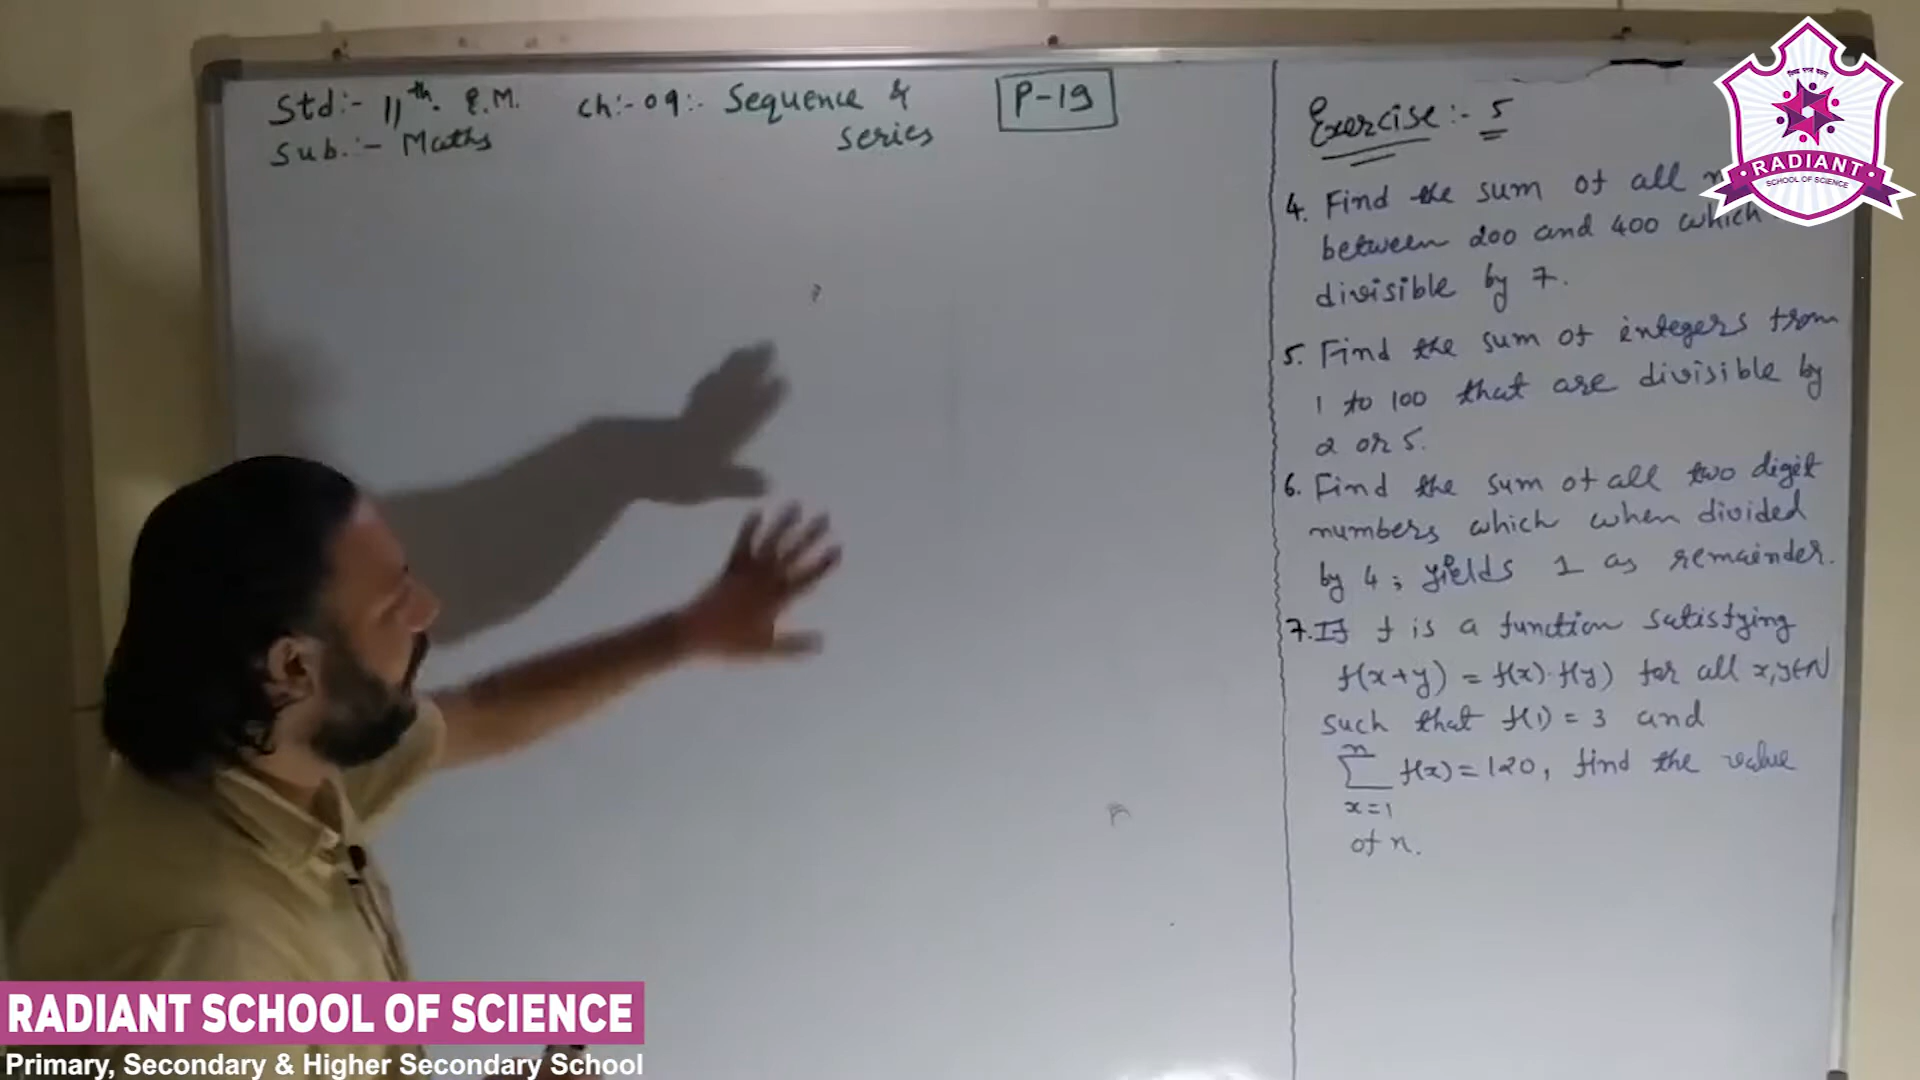 Std:- 11th. E.M.
Sub.:- Maths
Ch:- 09:- Sequence &
series
P-19
Exercise:- 5
4. Find the sum of all
between 200 and 400 which
divisible by 7.
5. Find the sum of integers from
1 to 100 that are divisible by
2 or 5.
6. Find the sum of all two digit
numbers which when divided
by 4, yields 1 as remainder.
7. If f is a function satisfying
f(x+y) = f(x)·f(y) for all x,y∈N
such that f(1) = 3 and
n
∑ f(x) = 120, find the value
x=1
of n.
RADIANT
SCHOOL OF SCIENCE
RADIANT SCHOOL OF SCIENCE
Primary, Secondary & Higher Secondary School